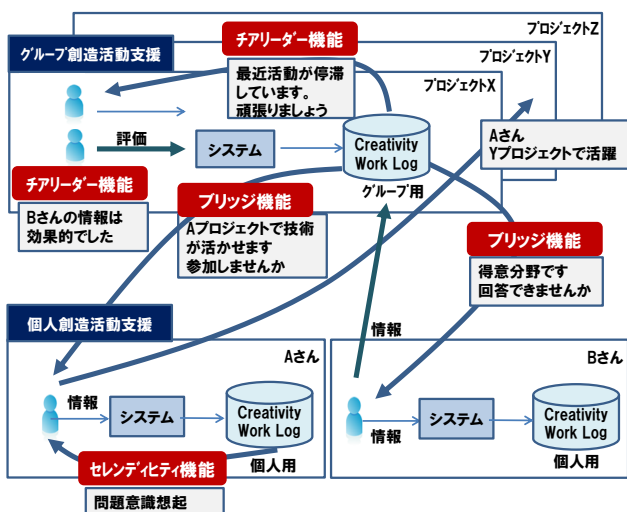 プロジェクトZ
プロジェクトY
プロジェクトX
グループ創造活動支援
チアリーダー機能
最近活動が停滞
しています。
頑張りましょう
評価
システム
Creativity
Work Log
グループ用
Aさん
Yプロジェクトで活躍
チアリーダー機能
Bさんの情報は
効果的でした
ブリッジ機能
Aプロジェクトで技術
が活かせます
参加しませんか
ブリッジ機能
得意分野です
回答できませんか
個人創造活動支援
情報
Aさん
情報
システム
Creativity
Work Log
個人用
セレンディピティ機能
問題意識想起
Bさん
情報
システム
Creativity
Work Log
個人用